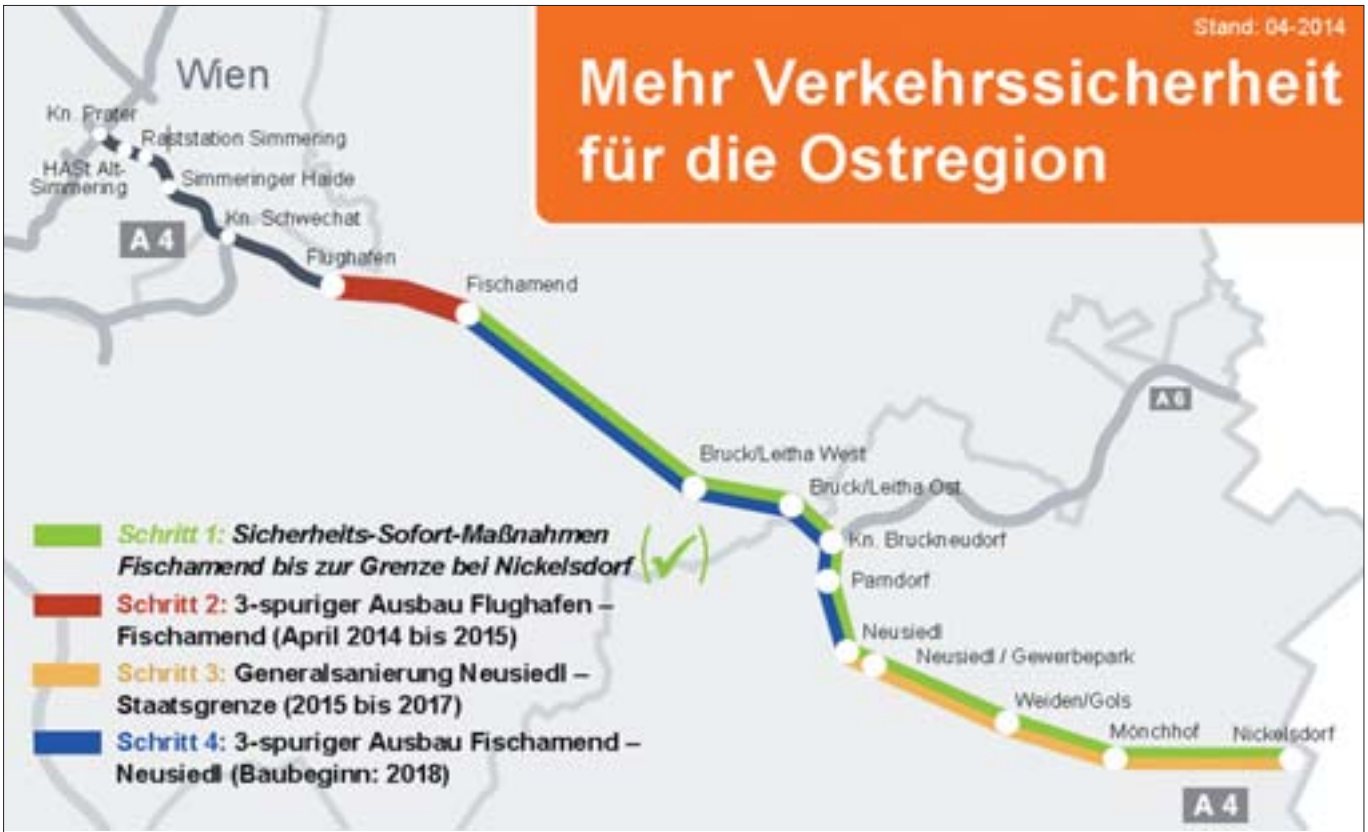 Stand: 04-2014
Mehr Verkehrssicherheit
für die Ostregion
Wien
Kn. Prater
Raststation Simmering
HASt Alt-
Simmering
Simmeringer Haide
Kn. Schwechat
A 4
Flughafen
Fischamend
A 6
Bruck/Leitha West
Bruck/Leitha Ost
Kn. Bruckneudorf
Parndorf
Neusiedl
Neusiedl / Gewerbepark
Weiden/Gols
Mönchhof
Nickelsdorf
A 4
Schritt 1: Sicherheits-Sofort-Maßnahmen
Fischamend bis zur Grenze bei Nickelsdorf (✓)
Schritt 2: 3-spuriger Ausbau Flughafen –
Fischamend (April 2014 bis 2015)
Schritt 3: Generalsanierung Neusiedl –
Staatsgrenze (2015 bis 2017)
Schritt 4: 3-spuriger Ausbau Fischamend –
Neusiedl (Baubeginn: 2018)